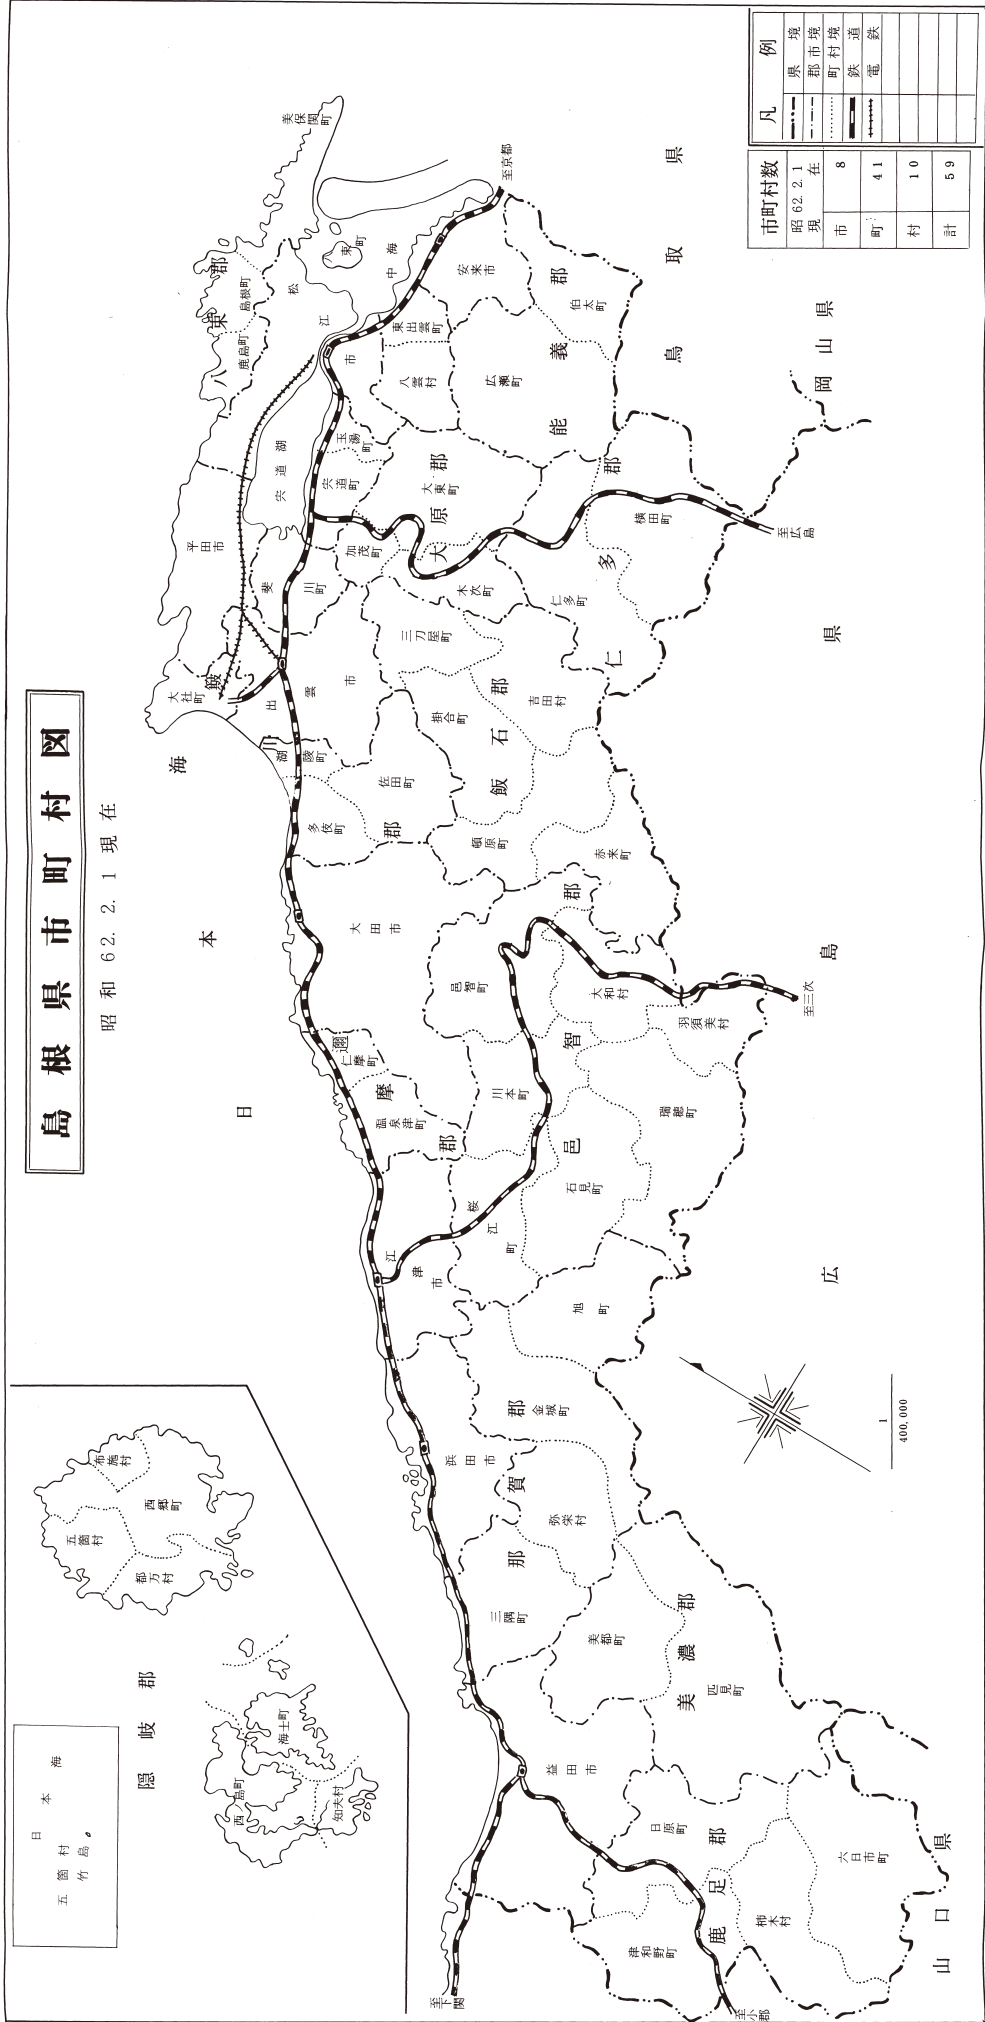 島根県市町村図
昭和62.2.1現在
凡例
県境
郡市境
町村境
鉄道
電鉄
市町村数
昭62.2.1現在
市 8
町 41
村 10
計 59
日本海
五箇村
竹島
隠岐郡
布施村
西郷町
五箇村
都万村
海士町
西ノ島町
知夫村
日本海
美保関町
八束町
中海
島根町
鹿島町
八束郡
松江市
宍道湖
平田市
東出雲町
八雲村
玉湯町
宍道町
安来市
伯太町
広瀬町
能義郡
至京都
大東町
加茂町
木次町
大原郡
斐川町
簸川郡
大社町
出雲市
湖陵町
多伎町
佐田町
三刀屋町
掛合町
吉田村
頓原町
赤来町
飯石郡
横田町
仁多町
仁多郡
至広島
大田市
仁摩町
温泉津町
邇摩郡
邑智町
川本町
大和村
羽須美村
瑞穂町
石見町
桜江町
邑智郡
至三次
江津市
浜田市
旭町
金城町
弥栄村
三隅町
那賀郡
美都町
匹見町
美濃郡
益田市
日原町
津和野町
柿木村
六日市町
鹿足郡
至下関
至小郡
鳥取県
岡山県
広島県
山口県
1
400,000